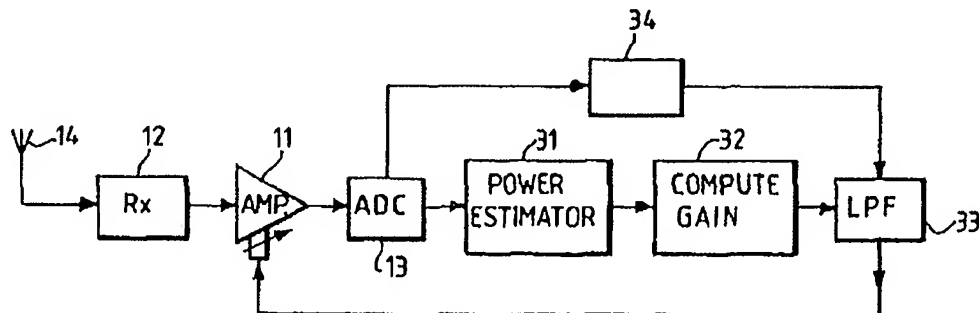 34
14
12
11
31
32
Rx
AMP.
ADC
POWER
ESTIMATOR
COMPUTE
GAIN
LPF
13
33